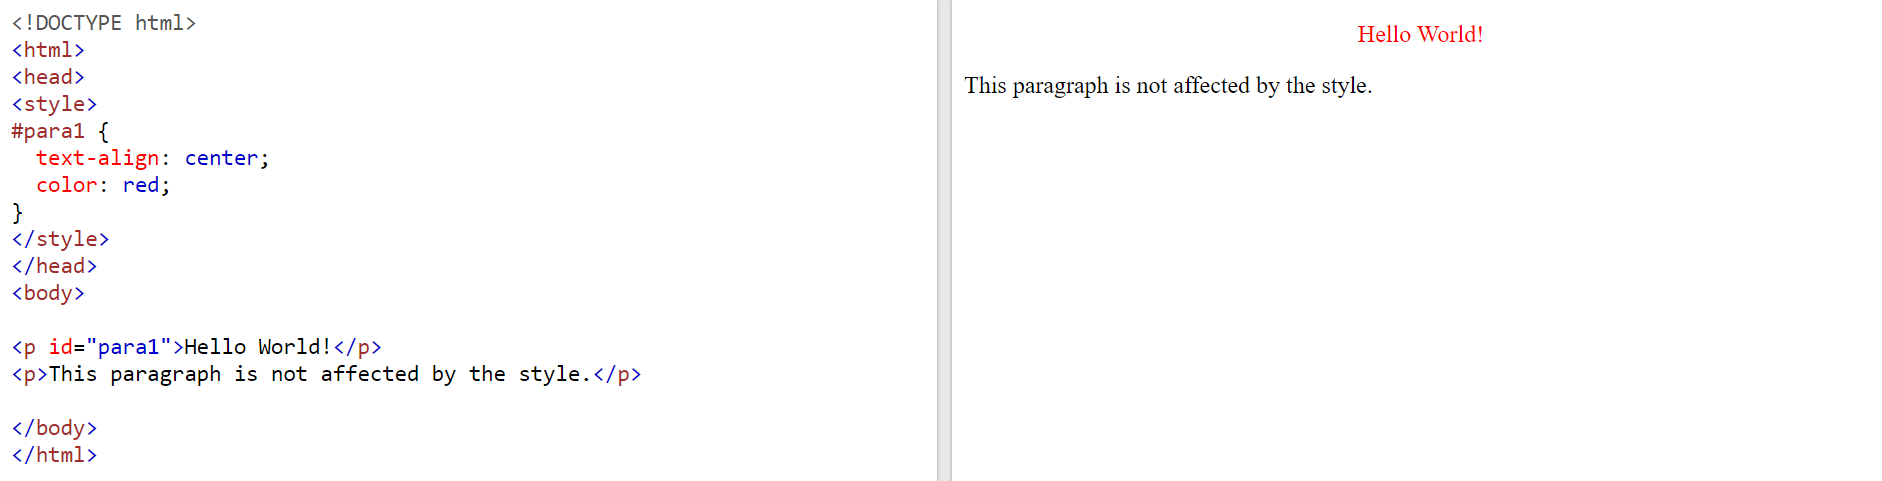 <!DOCTYPE html>
<html>
<head>
<style>
#para1 {
  text-align: center;
  color: red;
}
</style>
</head>
<body>

<p id="para1">Hello World!</p>
<p>This paragraph is not affected by the style.</p>

</body>
</html>
Hello World!
This paragraph is not affected by the style.